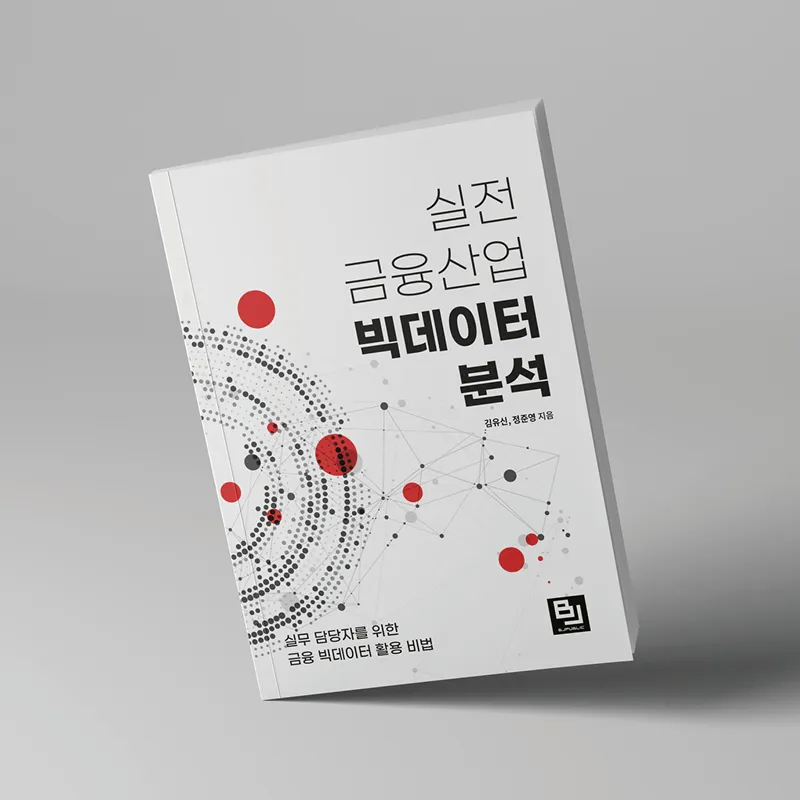 실전
금융산업
빅데이터
분석
김유신, 정준영 지음
실무 담당자를 위한
금융 빅데이터 활용 비법
BJ
BJPUBLIC